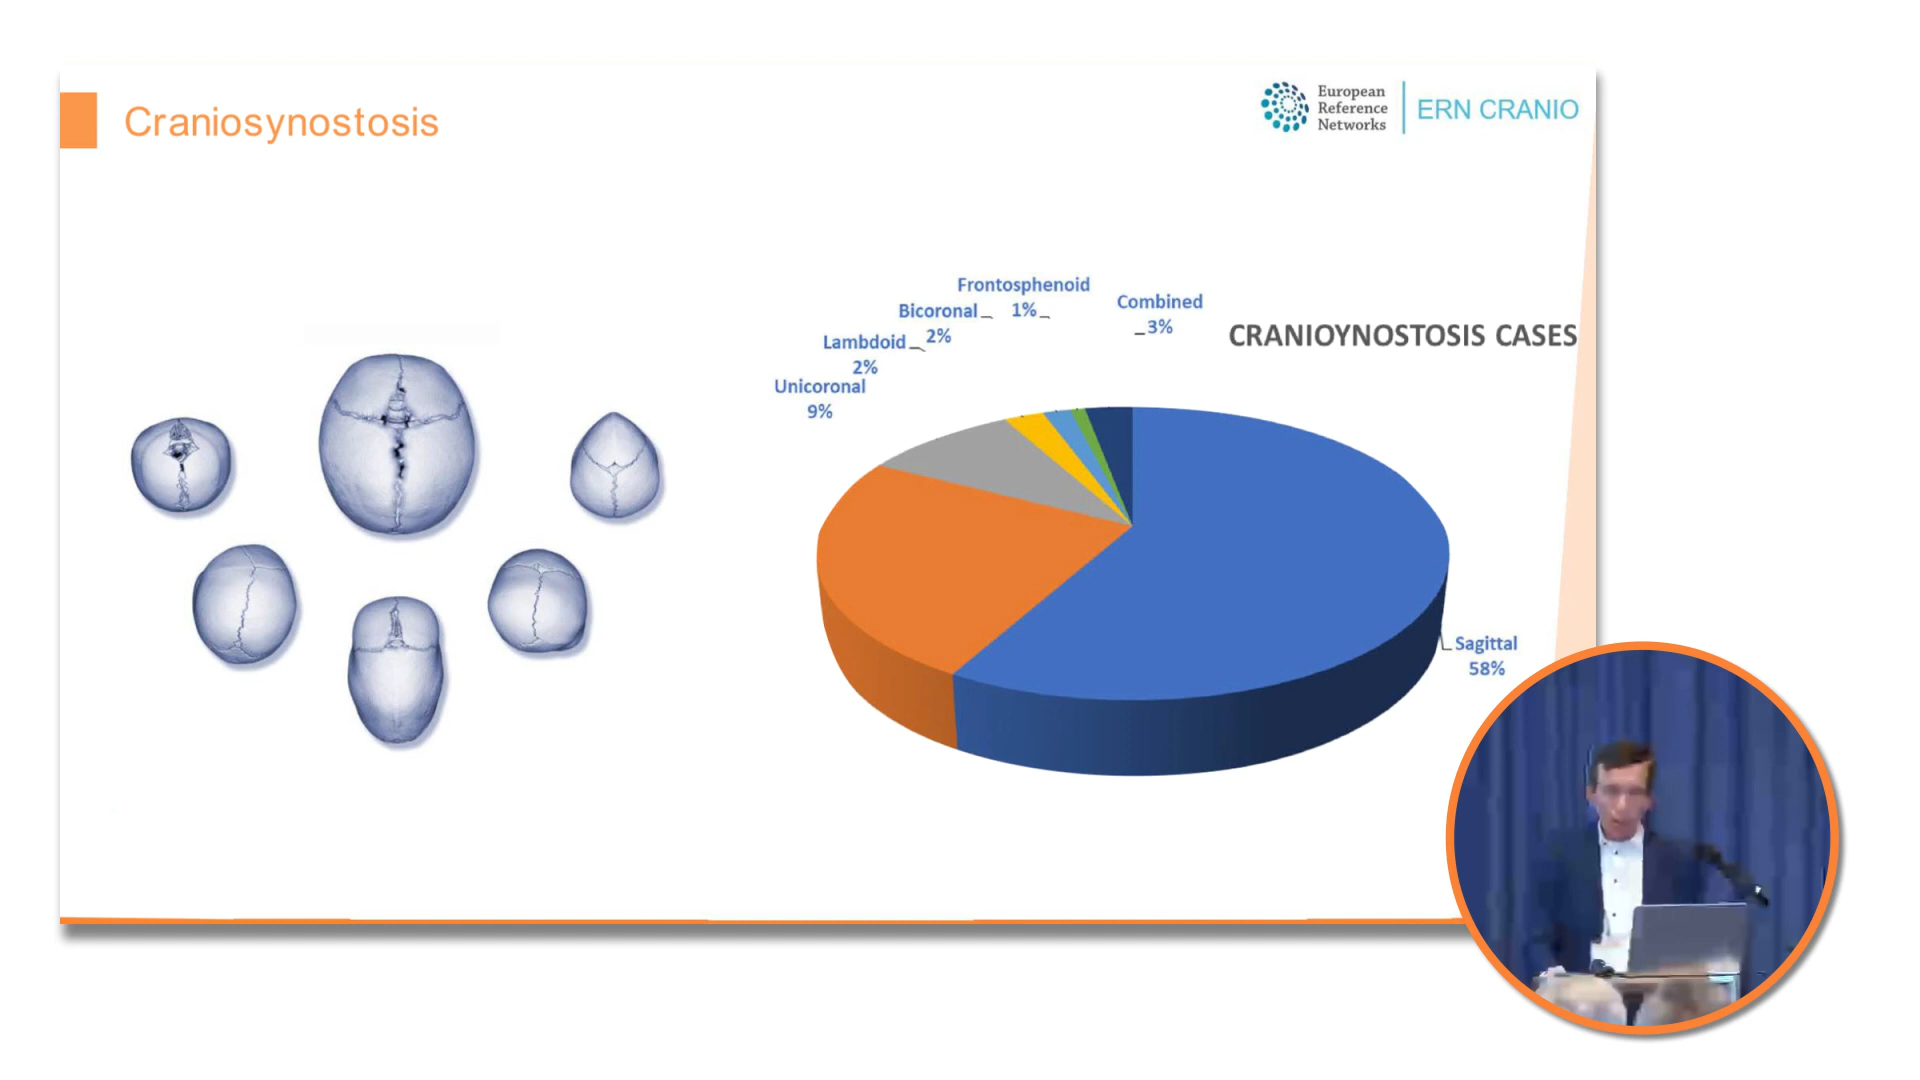 Craniosynostosis
European
Reference
Networks
ERN CRANIO
Frontosphenoid
1%
Combined
3%
Bicoronal
2%
Lambdoid
2%
Unicoronal
9%
CRANIOYNOSTOSIS CASES
Sagittal
58%